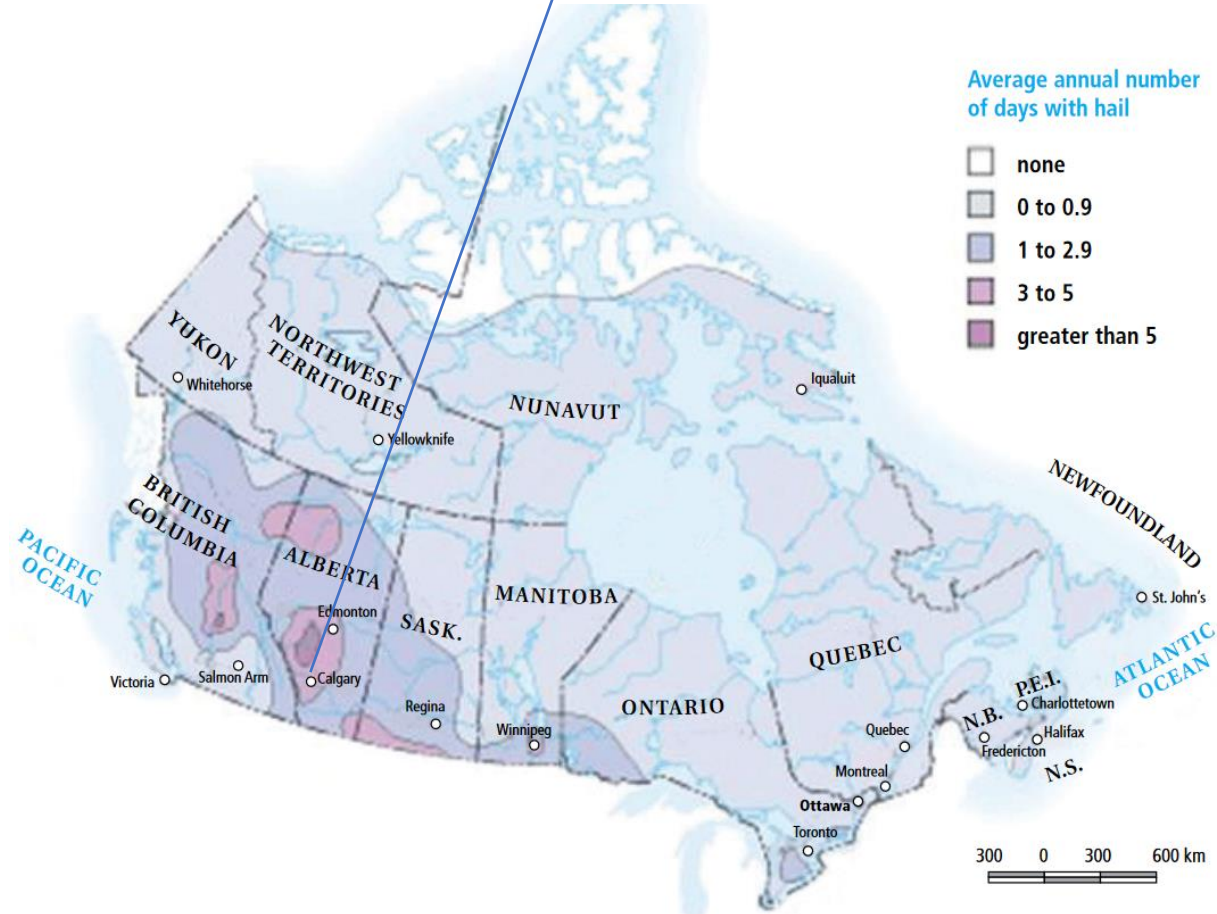 Average annual number
of days with hail
none
0 to 0.9
1 to 2.9
3 to 5
greater than 5
YUKON
Whitehorse
NORTHWEST
TERRITORIES
Yellowknife
NUNAVUT
Iqualuit
BRITISH
COLUMBIA
PACIFIC
OCEAN
ALBERTA
Edmonton
Calgary
SASK.
Regina
MANITOBA
Winnipeg
Victoria
Salmon Arm
ONTARIO
QUEBEC
Quebec
Montreal
Ottawa
Toronto
NEWFOUNDLAND
St. John's
ATLANTIC
OCEAN
P.E.I.
Charlottetown
N.B.
Fredericton
Halifax
N.S.
300 0 300 600 km